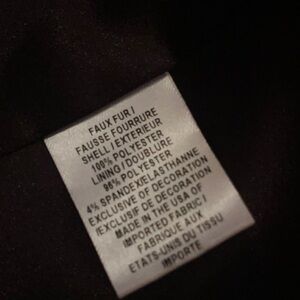 FAUX FUR /
FAUSSE FOURRURE
SHELL / EXTERIEUR
100% POLYESTER
LINING / DOUBLURE
96% POLYESTER
4% SPANDEX/ELASTHANNE
EXCLUSIVE OF DECORATION
/EXCLUSIF DE DECORATION
MADE IN THE USA OF
IMPORTED FABRIC /
FABRIQUE AUX
ETATS-UNIS DU TISSU
IMPORTE